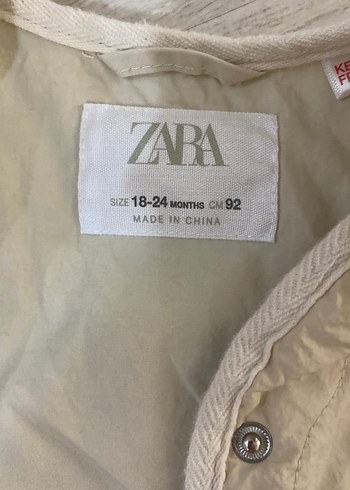 ZARA
SIZE 18-24 MONTHS CM 92
MADE IN CHINA